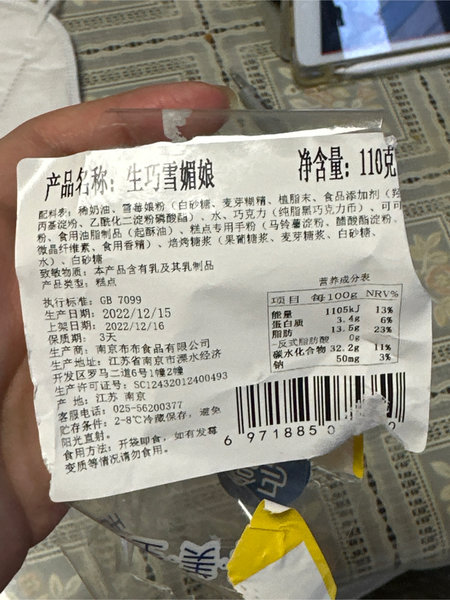 产品名称：生巧雪媚娘 净含量：110克
配料表：稀奶油、雪莓娘粉（白砂糖、麦芽糊精、植脂末、食品添加剂（羟
丙基淀粉、乙酰化二淀粉磷酸酯）、水、巧克力（纯脂黑巧克力币）、可可
粉、食用油脂制品（起酥油）、糕点专用手粉（马铃薯淀粉、醋酸酯淀粉、
微晶纤维素、食用香精）、焙烤糖浆（果葡糖浆、麦芽糖浆、白砂糖、
水）、白砂糖
致敏物质：本产品含有乳及其乳制品
产品类型：糕点
执行标准：GB 7099
生产日期：2022/12/15
上架日期：2022/12/16
保质期：3天
生产商：南京布布食品有限公司
地址：江苏省南京市溧水经济
开发区罗马二道6号1幢2幢
生产许可证号：SC12432012400493
产地：江苏 南京
客服电话：025-56200377
贮存条件：2-8℃冷藏保存，避免
阳光直射。
食用方法：开袋即食，如有发霉
变质等情况请勿食用。
营养成分表
项目 每100g NRV%
能量 1105kJ 13%
蛋白质 3.4g 6%
脂肪 13.5g 23%
-反式脂肪酸 0g
碳水化合物 32.2g 11%
钠 50mg 3%
6 971885 0
美